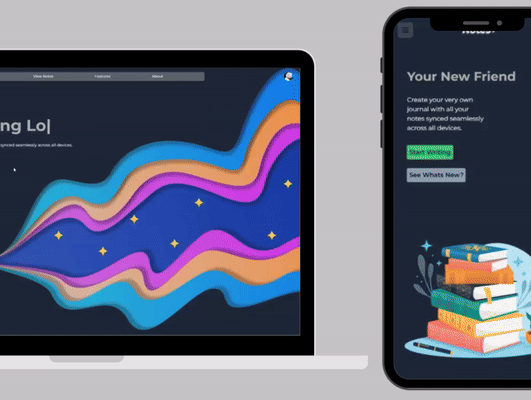 New Notes Features About
ng Lo|
synced seamlessly across all devices.
Notes+
Your New Friend
Create your very own
journal with all your
notes synced seamlessly
across all devices.
Start Writing
See Whats New?